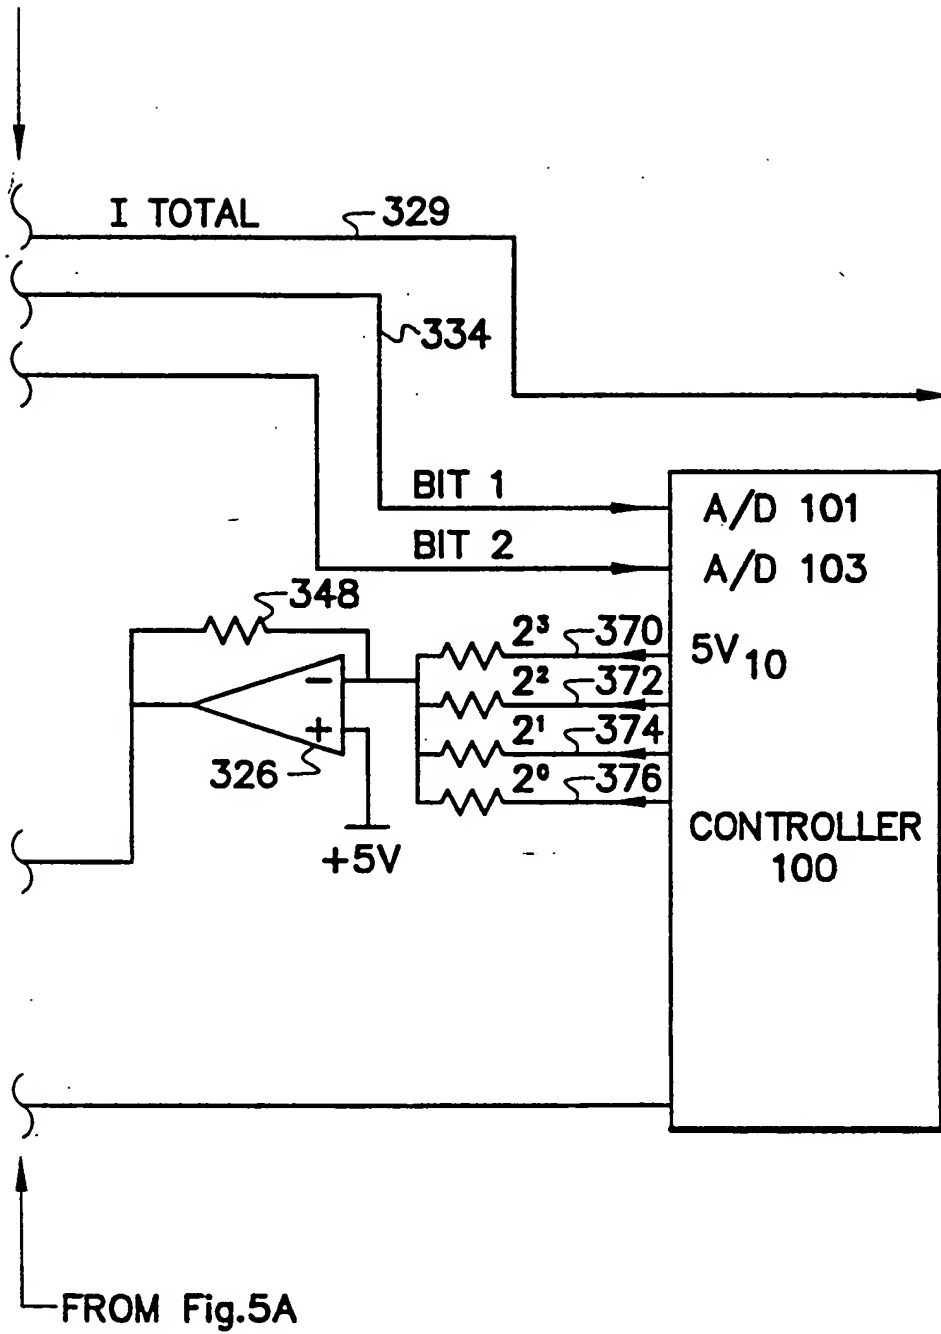 I TOTAL
329
334
BIT 1
A/D 101
BIT 2
A/D 103
348
2³
370
5V₁₀
−
2²
372
+
2¹
374
326
2⁰
376
+5V
CONTROLLER
100
FROM Fig.5A